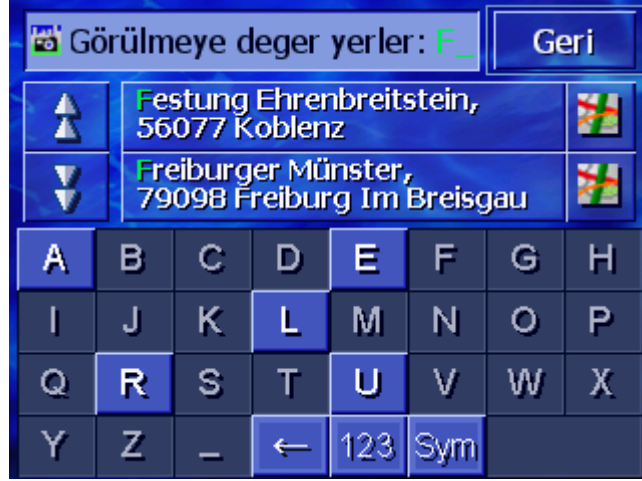 Görülmeye deger yerler: F_
Geri
Festung Ehrenbreitstein,
56077 Koblenz
Freiburger Münster,
79098 Freiburg Im Breisgau
A B C D E F G H
I J K L M N O P
Q R S T U V W X
Y Z _ ← 123 Sym